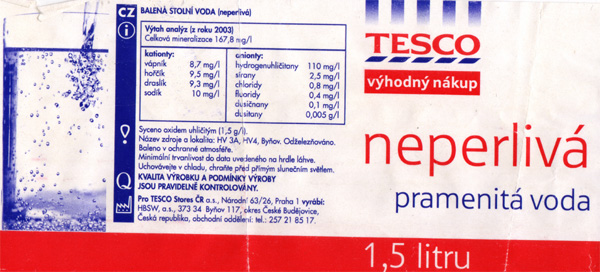 CZ
BALENÁ STOLNÍ VODA (neperlivá)
Výtah analýz (z roku 2003)
Celková mineralizace 167,8 mg/l
kationty:
vápník 8,7 mg/l
hořčík 9,5 mg/l
draslík 9,3 mg/l
sodík 10 mg/l
anionty:
hydrogenuhličitany 110 mg/l
sírany 2,5 mg/l
chloridy 0,8 mg/l
fluoridy 0,4 mg/l
dusičnany 0,1 mg/l
dusitany 0,005 g/l
Syceno oxidem uhličitým (1,5 g/l).
Název zdroje a lokalita: HV 3A, HV4, Byňov. Odželezňováno.
Baleno v ochranné atmosféře.
Minimální trvanlivost do data uvedeného na hrdle láhve.
Uchovávejte v chladu, chraňte před přímým slunečním světlem.
KVALITA VÝROBKU A PODMÍNKY VÝROBY
JSOU PRAVIDELNĚ KONTROLOVÁNY.
Pro TESCO Stores ČR a.s., Národní 63/26, Praha 1 vyrábí:
HBSW, a.s., 373 34 Byňov 117, okres České Budějovice,
Česká republika, obchodní oddělení: tel.: 257 21 85 17.
TESCO
výhodný nákup
neperlivá
pramenitá voda
1,5 litru